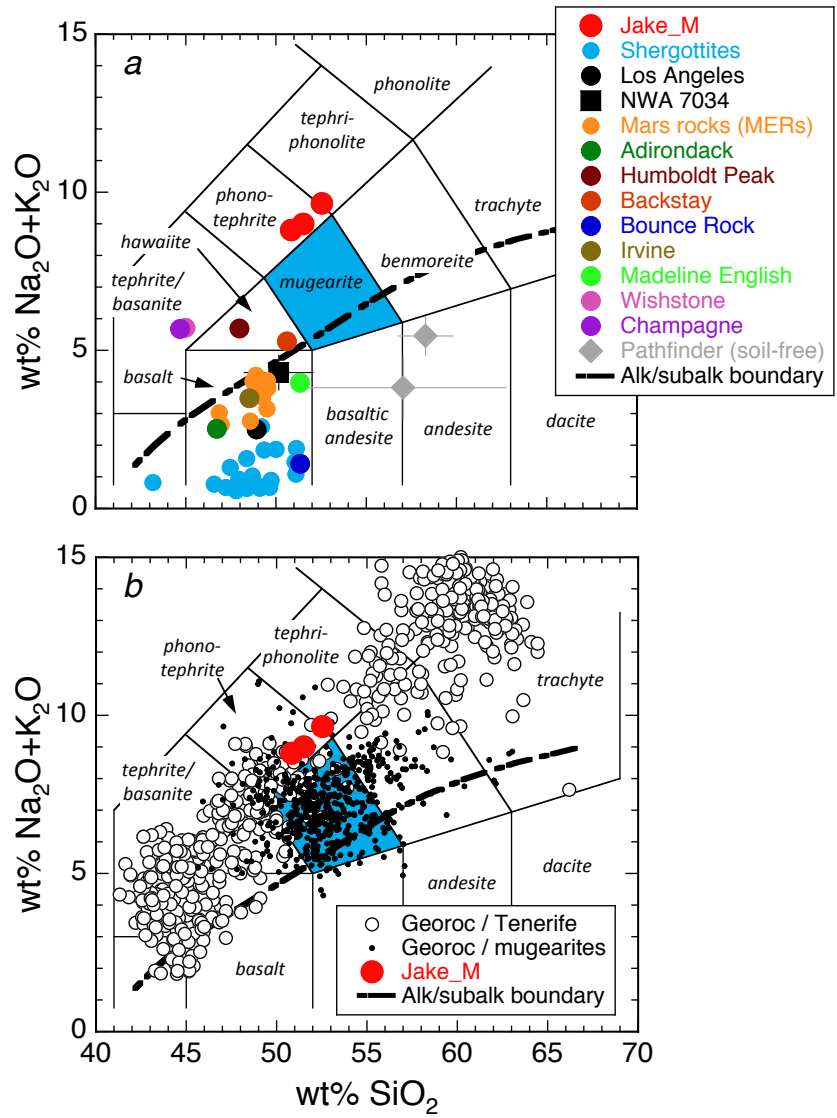 a
15
10
5
0
wt% Na2O+K2O
phonolite
tephri-
phonolite
phono-
tephrite
trachyte
hawaiite
benmoreite
tephrite/
basanite
mugearite
basalt
basaltic
andesite
andesite
dacite
Jake_M
Shergottites
Los Angeles
NWA 7034
Mars rocks (MERs)
Adirondack
Humboldt Peak
Backstay
Bounce Rock
Irvine
Madeline English
Wishstone
Champagne
Pathfinder (soil-free)
Alk/subalk boundary
b
15
10
5
0
wt% Na2O+K2O
phono-
tephrite
tephri-
phonolite
trachyte
tephrite/
basanite
andesite
dacite
basalt
Georoc / Tenerife
Georoc / mugearites
Jake_M
Alk/subalk boundary
40 45 50 55 60 65 70
wt% SiO2